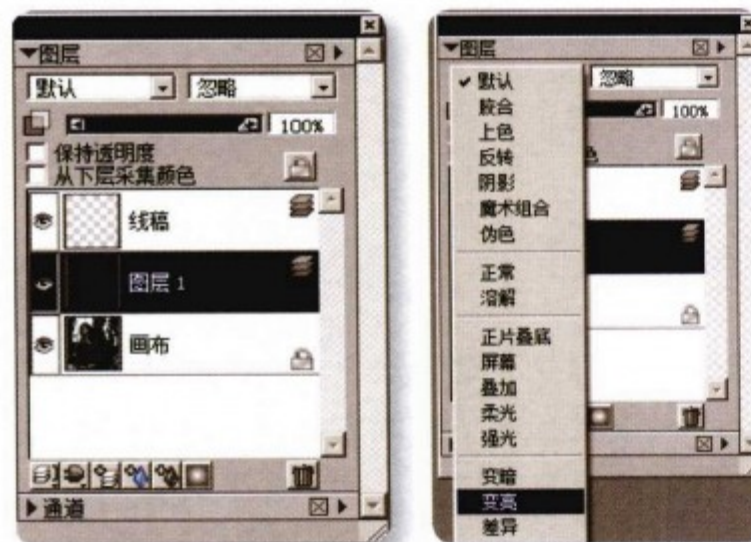 图层
默认 忽略
100%
保持透明度
从下层采集颜色
线稿
图层 1
画布
通道
图层
默认 忽略
胶合 100%
上色
反转 色
阴影
魔术组合
伪色
正常
溶解
正片叠底
屏幕
叠加
柔光
强光
变暗
变亮
差异